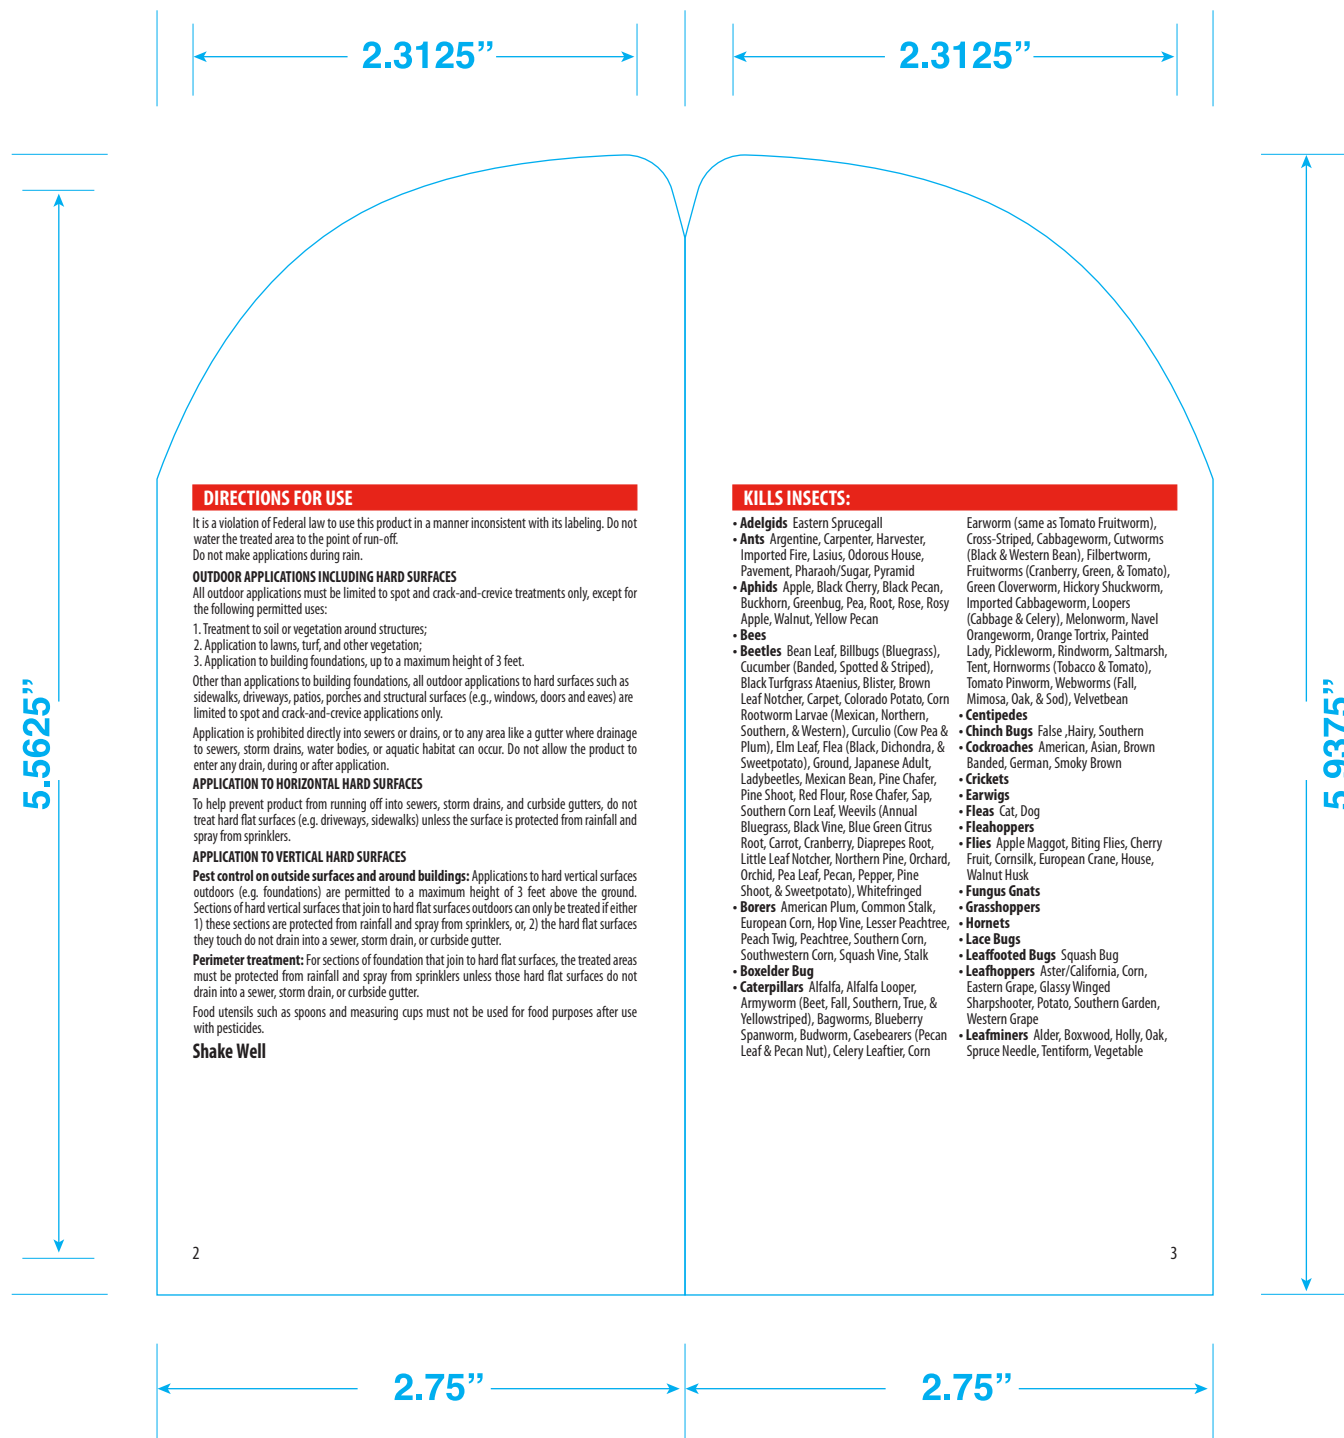 2.3125”
2.3125”
5.5625”
5.9375”
DIRECTIONS FOR USE
It is a violation of Federal law to use this product in a manner inconsistent with its labeling. Do not
water the treated area to the point of run-off.
Do not make applications during rain.
OUTDOOR APPLICATIONS INCLUDING HARD SURFACES
All outdoor applications must be limited to spot and crack-and-crevice treatments only, except for
the following permitted uses:
1. Treatment to soil or vegetation around structures;
2. Application to lawns, turf, and other vegetation;
3. Application to building foundations, up to a maximum height of 3 feet.
Other than applications to building foundations, all outdoor applications to hard surfaces such as
sidewalks, driveways, patios, porches and structural surfaces (e.g., windows, doors and eaves) are
limited to spot and crack-and-crevice applications only.
Application is prohibited directly into sewers or drains, or to any area like a gutter where drainage
to sewers, storm drains, water bodies, or aquatic habitat can occur. Do not allow the product to
enter any drain, during or after application.
APPLICATION TO HORIZONTAL HARD SURFACES
To help prevent product from running off into sewers, storm drains, and curbside gutters, do not
treat hard flat surfaces (e.g. driveways, sidewalks) unless the surface is protected from rainfall and
spray from sprinklers.
APPLICATION TO VERTICAL HARD SURFACES
Pest control on outside surfaces and around buildings: Applications to hard vertical surfaces
outdoors (e.g. foundations) are permitted to a maximum height of 3 feet above the ground.
Sections of hard vertical surfaces that join to hard flat surfaces outdoors can only be treated if either
1) these sections are protected from rainfall and spray from sprinklers, or, 2) the hard flat surfaces
they touch do not drain into a sewer, storm drain, or curbside gutter.
Perimeter treatment: For sections of foundation that join to hard flat surfaces, the treated areas
must be protected from rainfall and spray from sprinklers unless those hard flat surfaces do not
drain into a sewer, storm drain, or curbside gutter.
Food utensils such as spoons and measuring cups must not be used for food purposes after use
with pesticides.
Shake Well
2
KILLS INSECTS:
• Adelgids Eastern Sprucegall
• Ants Argentine, Carpenter, Harvester,
Imported Fire, Lasius, Odorous House,
Pavement, Pharaoh/Sugar, Pyramid
• Aphids Apple, Black Cherry, Black Pecan,
Buckhorn, Greenbug, Pea, Root, Rose, Rosy
Apple, Walnut, Yellow Pecan
• Bees
• Beetles Bean Leaf, Billbugs (Bluegrass),
Cucumber (Banded, Spotted & Striped),
Black Turfgrass Ataenius, Blister, Brown
Leaf Notcher, Carpet, Colorado Potato, Corn
Rootworm Larvae (Mexican, Northern,
Southern, & Western), Curculio (Cow Pea &
Plum), Elm Leaf, Flea (Black, Dichondra, &
Sweetpotato), Ground, Japanese Adult,
Ladybeetles, Mexican Bean, Pine Chafer,
Pine Shoot, Red Flour, Rose Chafer, Sap,
Southern Corn Leaf, Weevils (Annual
Bluegrass, Black Vine, Blue Green Citrus
Root, Carrot, Cranberry, Diaprepes Root,
Little Leaf Notcher, Northern Pine, Orchard,
Orchid, Pea Leaf, Pecan, Pepper, Pine
Shoot, & Sweetpotato), Whitefringed
• Borers American Plum, Common Stalk,
European Corn, Hop Vine, Lesser Peachtree,
Peach Twig, Peachtree, Southern Corn,
Southwestern Corn, Squash Vine, Stalk
• Boxelder Bug
• Caterpillars Alfalfa, Alfalfa Looper,
Armyworm (Beet, Fall, Southern, True, &
Yellowstriped), Bagworms, Blueberry
Spanworm, Budworm, Casebearers (Pecan
Leaf & Pecan Nut), Celery Leaftier, Corn
Earworm (same as Tomato Fruitworm),
Cross-Striped, Cabbageworm, Cutworms
(Black & Western Bean), Filbertworm,
Fruitworms (Cranberry, Green, & Tomato),
Green Cloverworm, Hickory Shuckworm,
Imported Cabbageworm, Loopers
(Cabbage & Celery), Melonworm, Navel
Orangeworm, Orange Tortrix, Painted
Lady, Pickleworm, Rindworm, Saltmarsh,
Tent, Hornworms (Tobacco & Tomato),
Tomato Pinworm, Webworms (Fall,
Mimosa, Oak, & Sod), Velvetbean
• Centipedes
• Chinch Bugs False ,Hairy, Southern
• Cockroaches American, Asian, Brown
Banded, German, Smoky Brown
• Crickets
• Earwigs
• Fleas Cat, Dog
• Fleahoppers
• Flies Apple Maggot, Biting Flies, Cherry
Fruit, Cornsilk, European Crane, House,
Walnut Husk
• Fungus Gnats
• Grasshoppers
• Hornets
• Lace Bugs
• Leaffooted Bugs Squash Bug
• Leafhoppers Aster/California, Corn,
Eastern Grape, Glassy Winged
Sharpshooter, Potato, Southern Garden,
Western Grape
• Leafminers Alder, Boxwood, Holly, Oak,
Spruce Needle, Tentiform, Vegetable
3
2.75”
2.75”